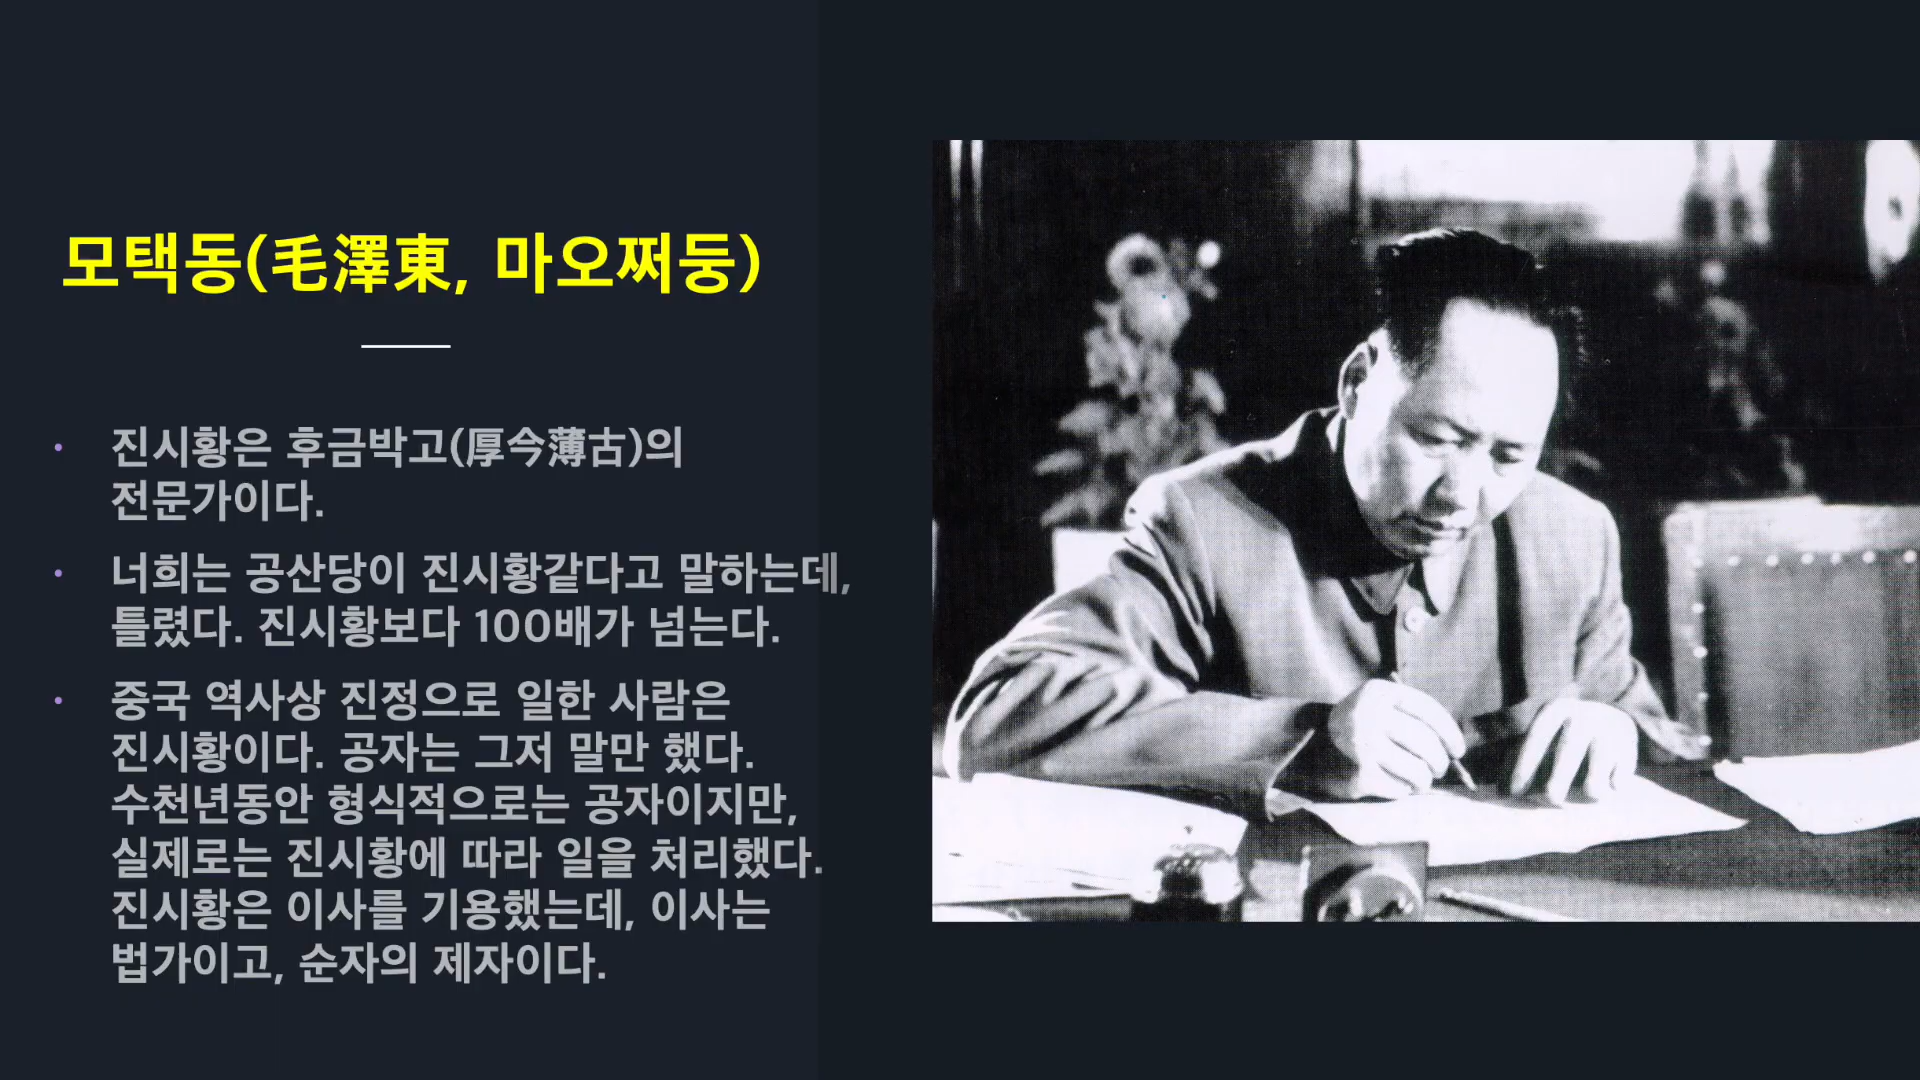 모택동(毛澤東, 마오쩌둥)
• 진시황은 후금박고(厚今薄古)의
전문가이다.
• 너희는 공산당이 진시황같다고 말하는데,
틀렸다. 진시황보다 100배가 넘는다.
• 중국 역사상 진정으로 일한 사람은
진시황이다. 공자는 그저 말만 했다.
수천년동안 형식적으로는 공자이지만,
실제로는 진시황에 따라 일을 처리했다.
진시황은 이사를 기용했는데, 이사는
법가이고, 순자의 제자이다.